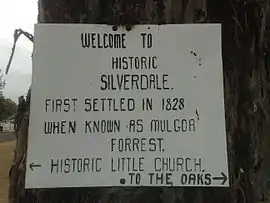 WELCOME TO
HISTORIC
SILVERDALE.
FIRST SETTLED IN 1828
WHEN KNOWN AS MULGOA
FORREST.
← HISTORIC LITTLE CHURCH.
• TO THE OAKS →